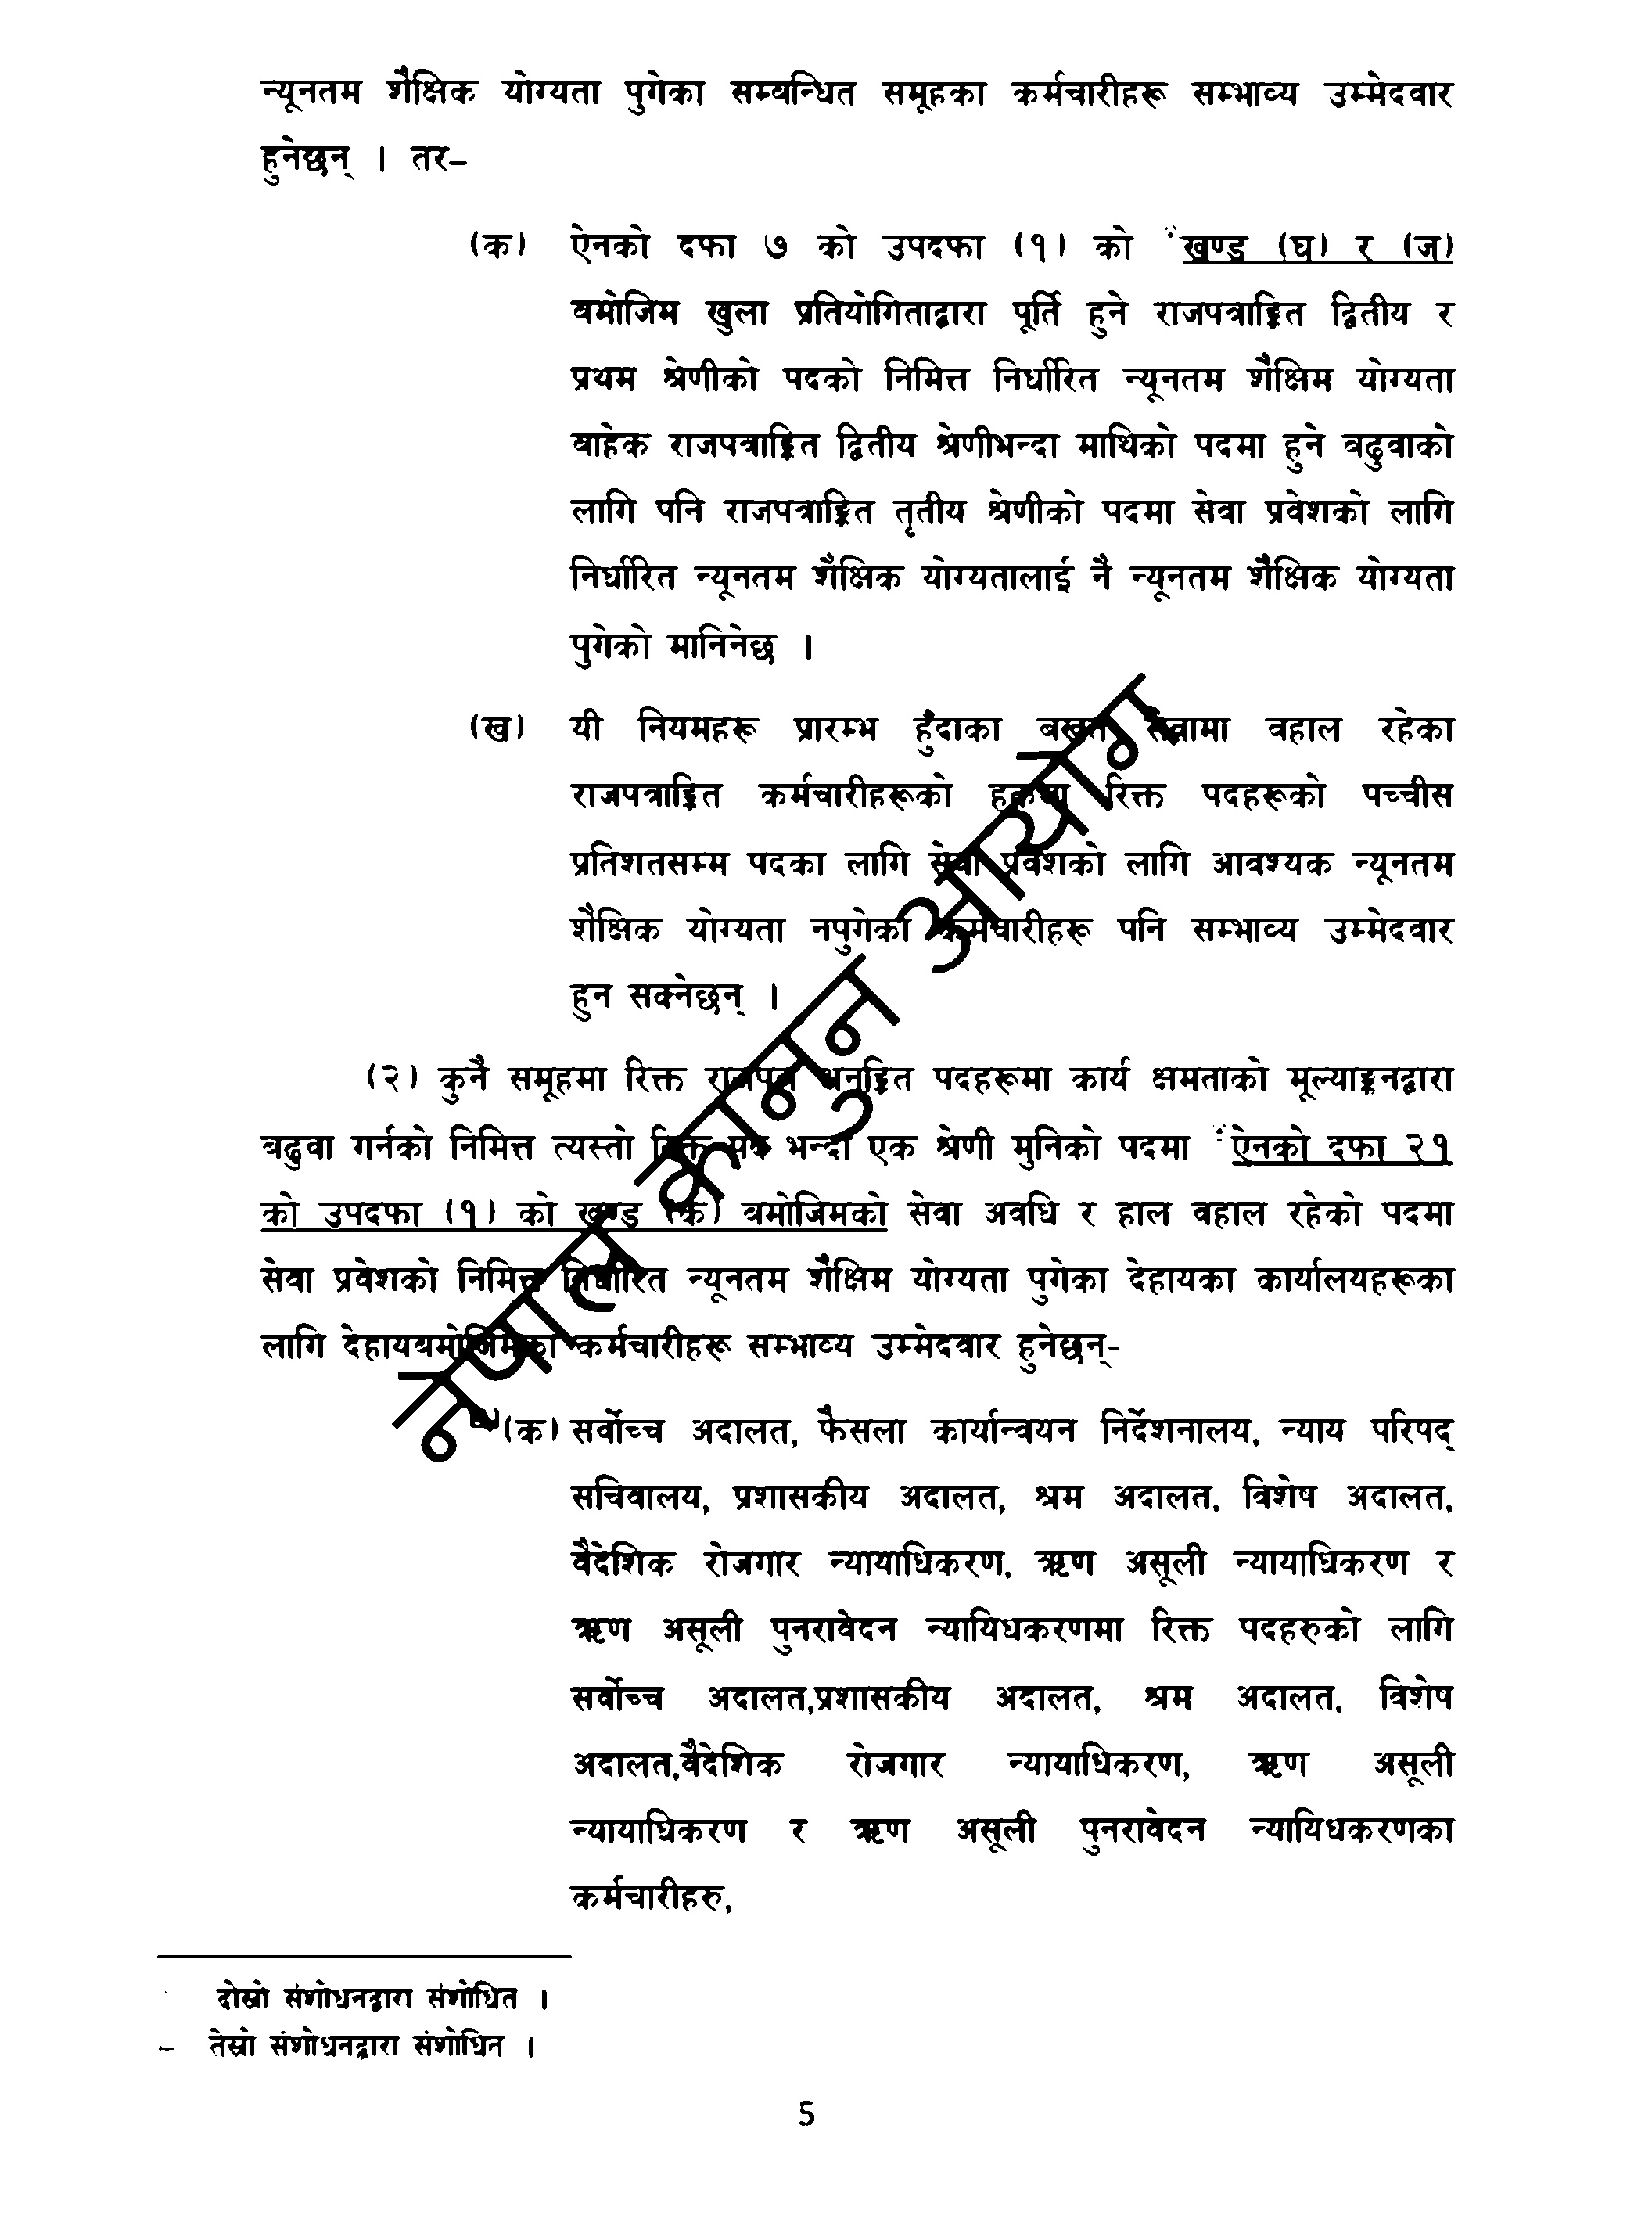 न्यूनतम शैक्षिक योग्यता पुगेका सम्बन्धित समूहका कर्मचारीहरू सम्भाव्य उम्मेदवार
हुनेछन् । तर–
(क) ऐनको दफा ७ को उपदफा (१) को खण्ड (घ) र (ज)
बमोजिम खुला प्रतियोगिताद्वारा पूर्ति हुने राजपत्राङ्कित द्वितीय र
प्रथम श्रेणीको पदको निमित्त निर्धारित न्यूनतम शैक्षिम योग्यता
बाहेक राजपत्राङ्कित द्वितीय श्रेणीभन्दा माथिको पदमा हुने बढुवाको
लागि पनि राजपत्राङ्कित तृतीय श्रेणीको पदमा सेवा प्रवेशको लागि
निर्धारित न्यूनतम शैक्षिक योग्यतालाई नै न्यूनतम शैक्षिक योग्यता
पुगेको मानिनेछ ।
(ख) यी नियमहरू प्रारम्भ हुँदाका बखत सेवामा बहाल रहेका
राजपत्राङ्कित कर्मचारीहरूको हकमा रिक्त पदहरूको पच्चीस
प्रतिशतसम्म पदका लागि सेवा प्रवेशको लागि आवश्यक न्यूनतम
शैक्षिक योग्यता नपुगेका कर्मचारीहरू पनि सम्भाव्य उम्मेदवार
हुन सक्नेछन् ।
(२) कुनै समूहमा रिक्त राजपत्र अनङ्कित पदहरूमा कार्य क्षमताको मूल्याङ्कनद्वारा
बढुवा गर्नको निमित्त त्यस्तो रिक्त पद भन्दा एक श्रेणी मुनिको पदमा ऐनको दफा २१
को उपदफा (१) को खण्ड (क) बमोजिमको सेवा अवधि र हाल बहाल रहेको पदमा
सेवा प्रवेशको निमित्त निर्धारित न्यूनतम शैक्षिम योग्यता पुगेका देहायका कार्यालयहरूका
लागि देहायबमोजिमका कर्मचारीहरू सम्भाव्य उम्मेदवार हुनेछन्-
(क) सर्वोच्च अदालत, फैसला कार्यान्वयन निर्देशनालय, न्याय परिषद्
सचिवालय, प्रशासकीय अदालत, श्रम अदालत, विशेष अदालत,
वैदेशिक रोजगार न्यायाधिकरण, ऋण असूली न्यायाधिकरण र
ऋण असूली पुनरावेदन न्यायिधकरणमा रिक्त पदहरुको लागि
सर्वोच्च अदालत,प्रशासकीय अदालत, श्रम अदालत, विशेष
अदालत,वैदेशिक रोजगार न्यायाधिकरण, ऋण असूली
न्यायाधिकरण र ऋण असूली पुनरावेदन न्यायिधकरणका
कर्मचारीहरु,
नेपाल कानुन आयोग
दोस्रो संशोधनद्वारा संशोधित ।
तेस्रो संशोधनद्वारा संशोधित ।
5